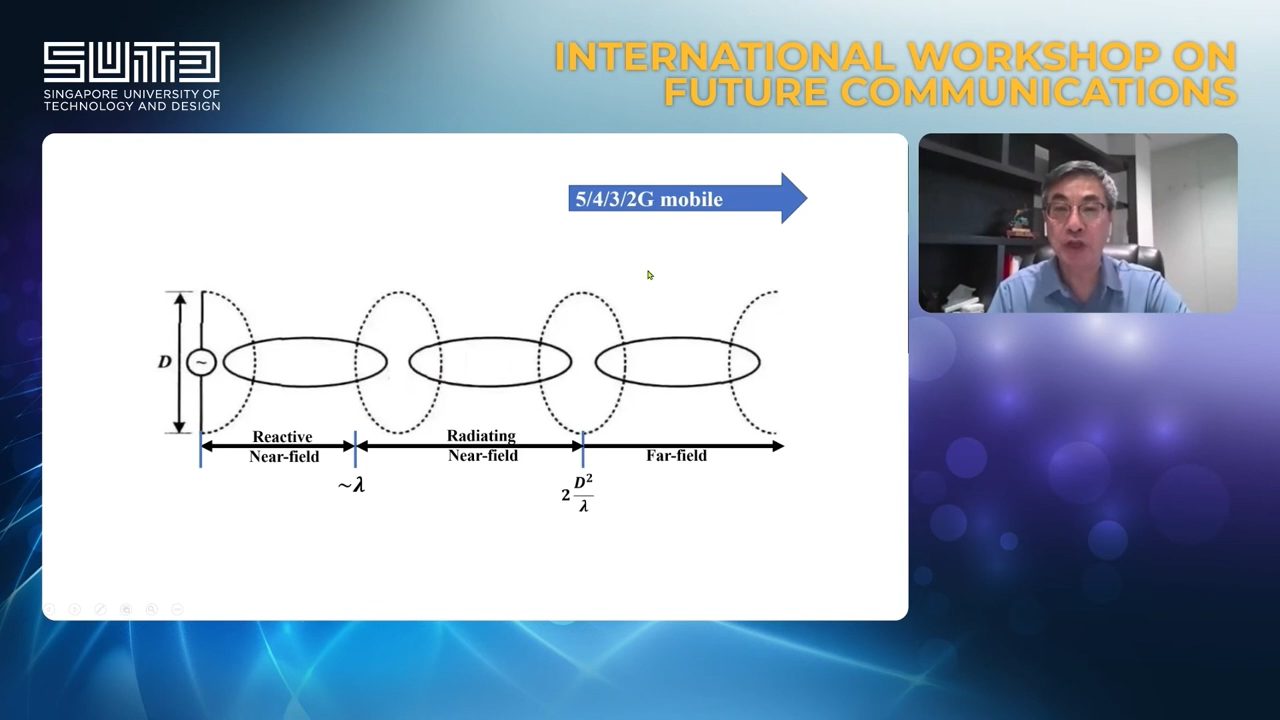 SUTD
SINGAPORE UNIVERSITY OF
TECHNOLOGY AND DESIGN
INTERNATIONAL WORKSHOP ON
FUTURE COMMUNICATIONS
5/4/3/2G mobile
D
~
Reactive
Near-field
Radiating
Near-field
Far-field
~λ
2 D²/λ